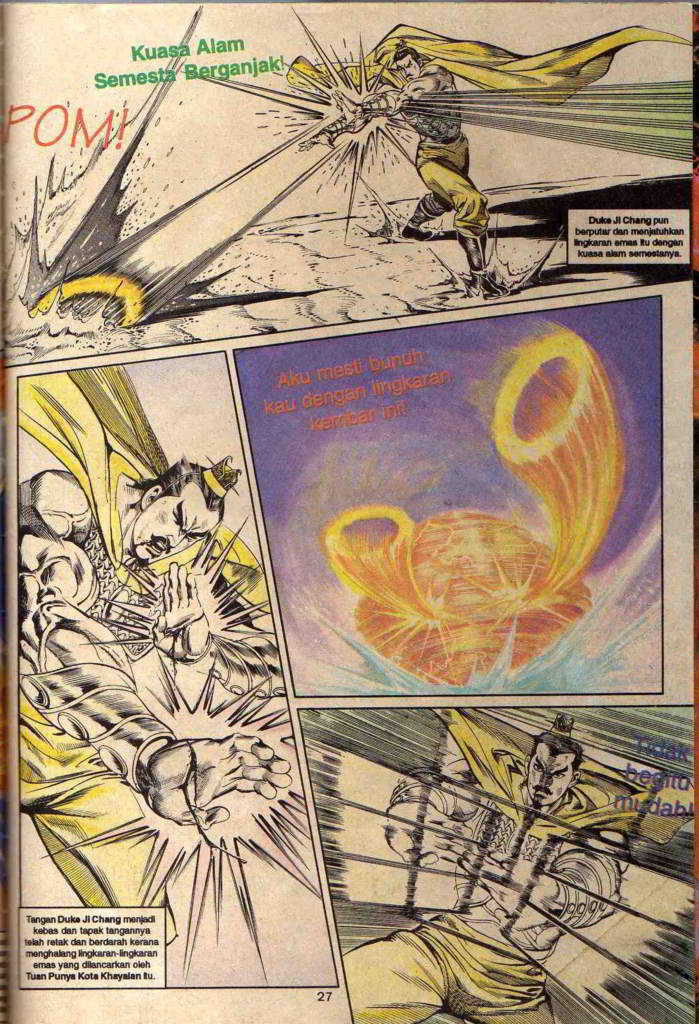 Kuasa Alam
Semesta Berganjak!
POM!
Duke Ji Chang pun
berputar dan menjatuhkan
lingkaran emas itu dengan
kuasa alam semestanya.
Aku mesti bunuh
kau dengan lingkaran
kembar ini!
Tangan Duke Ji Chang menjadi
kebas dan tapak tangannya
telah retak dan berdarah kerana
menghalang lingkaran-lingkaran
emas yang dilancarkan oleh
Tuan Punya Kota Khayalan itu.
Tidak
begitu
mudah!
27